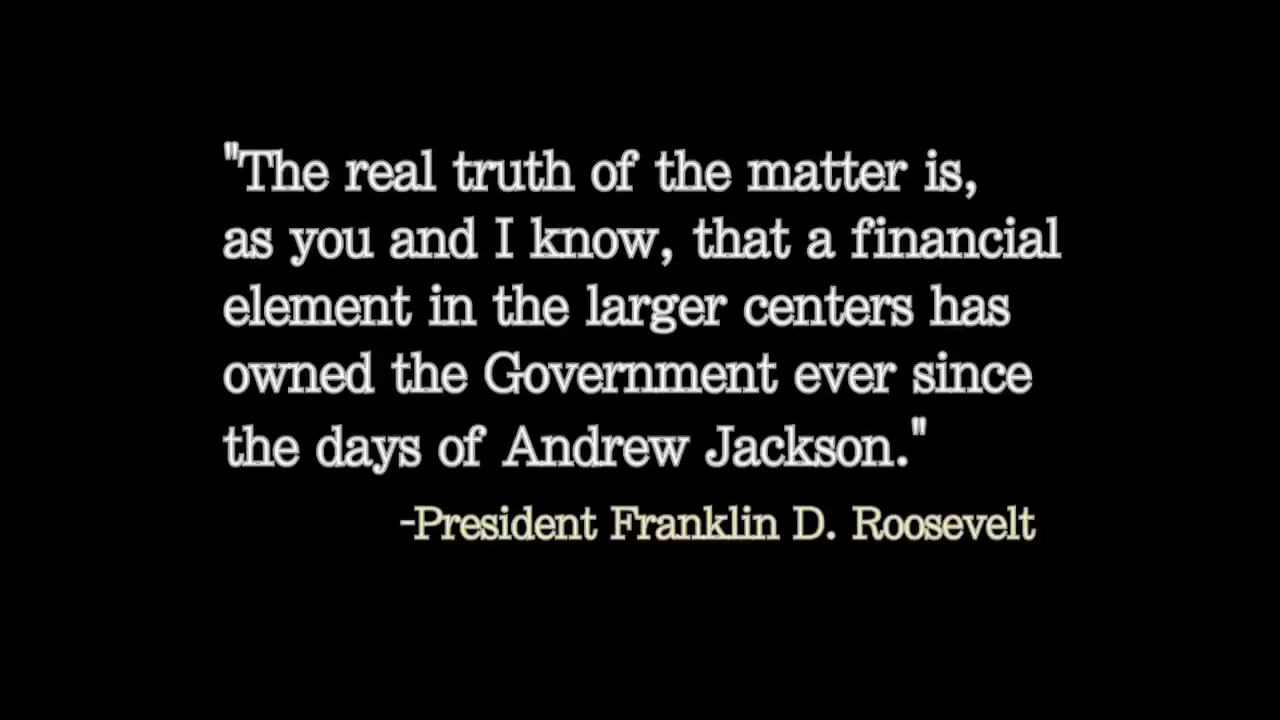 "The real truth of the matter is,
as you and I know, that a financial
element in the larger centers has
owned the Government ever since
the days of Andrew Jackson."
-President Franklin D. Roosevelt